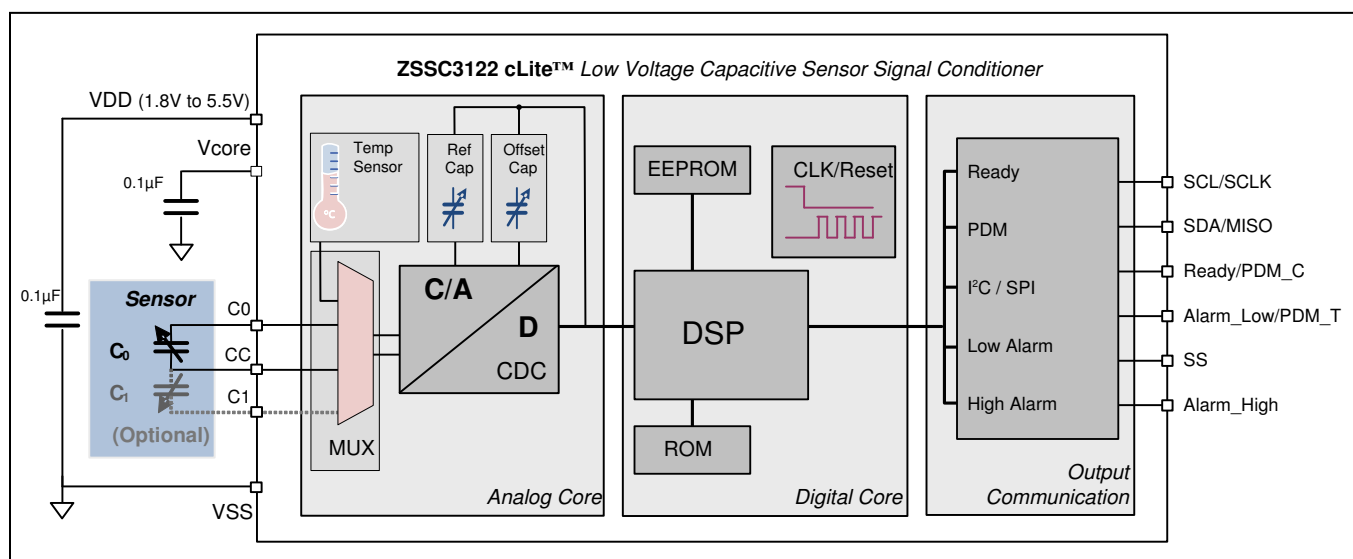 ZSSC3122 cLite™ Low Voltage Capacitive Sensor Signal Conditioner
VDD (1.8V to 5.5V)
Vcore
0.1µF
0.1µF
Sensor
C0
C1
(Optional)
C0
CC
C1
VSS
Temp
Sensor
ºC
Ref
Cap
Offset
Cap
MUX
C/A
D
CDC
Analog Core
EEPROM
CLK/Reset
DSP
ROM
Digital Core
Ready
PDM
I²C / SPI
Low Alarm
High Alarm
Output
Communication
SCL/SCLK
SDA/MISO
Ready/PDM_C
Alarm_Low/PDM_T
SS
Alarm_High